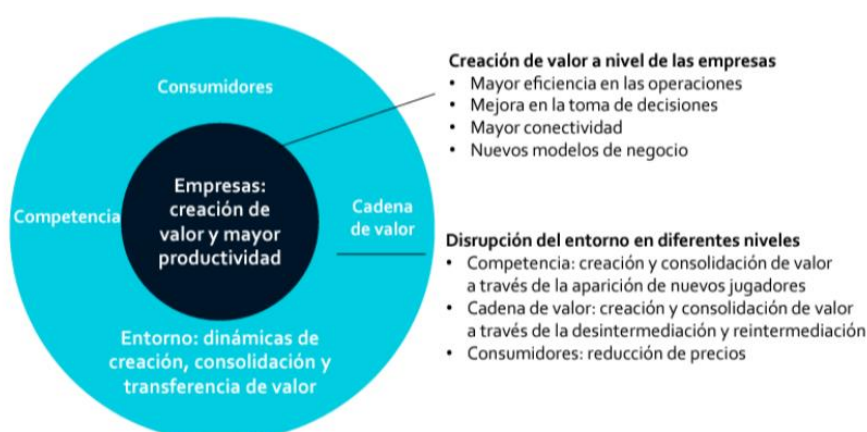 Consumidores
Competencia
Empresas:
creación de
valor y mayor
productividad
Cadena
de valor
Entorno: dinámicas de
creación, consolidación y
transferencia de valor
Creación de valor a nivel de las empresas
• Mayor eficiencia en las operaciones
• Mejora en la toma de decisiones
• Mayor conectividad
• Nuevos modelos de negocio
Disrupción del entorno en diferentes niveles
• Competencia: creación y consolidación de valor
a través de la aparición de nuevos jugadores
• Cadena de valor: creación y consolidación de valor
a través de la desintermediación y reintermediación
• Consumidores: reducción de precios